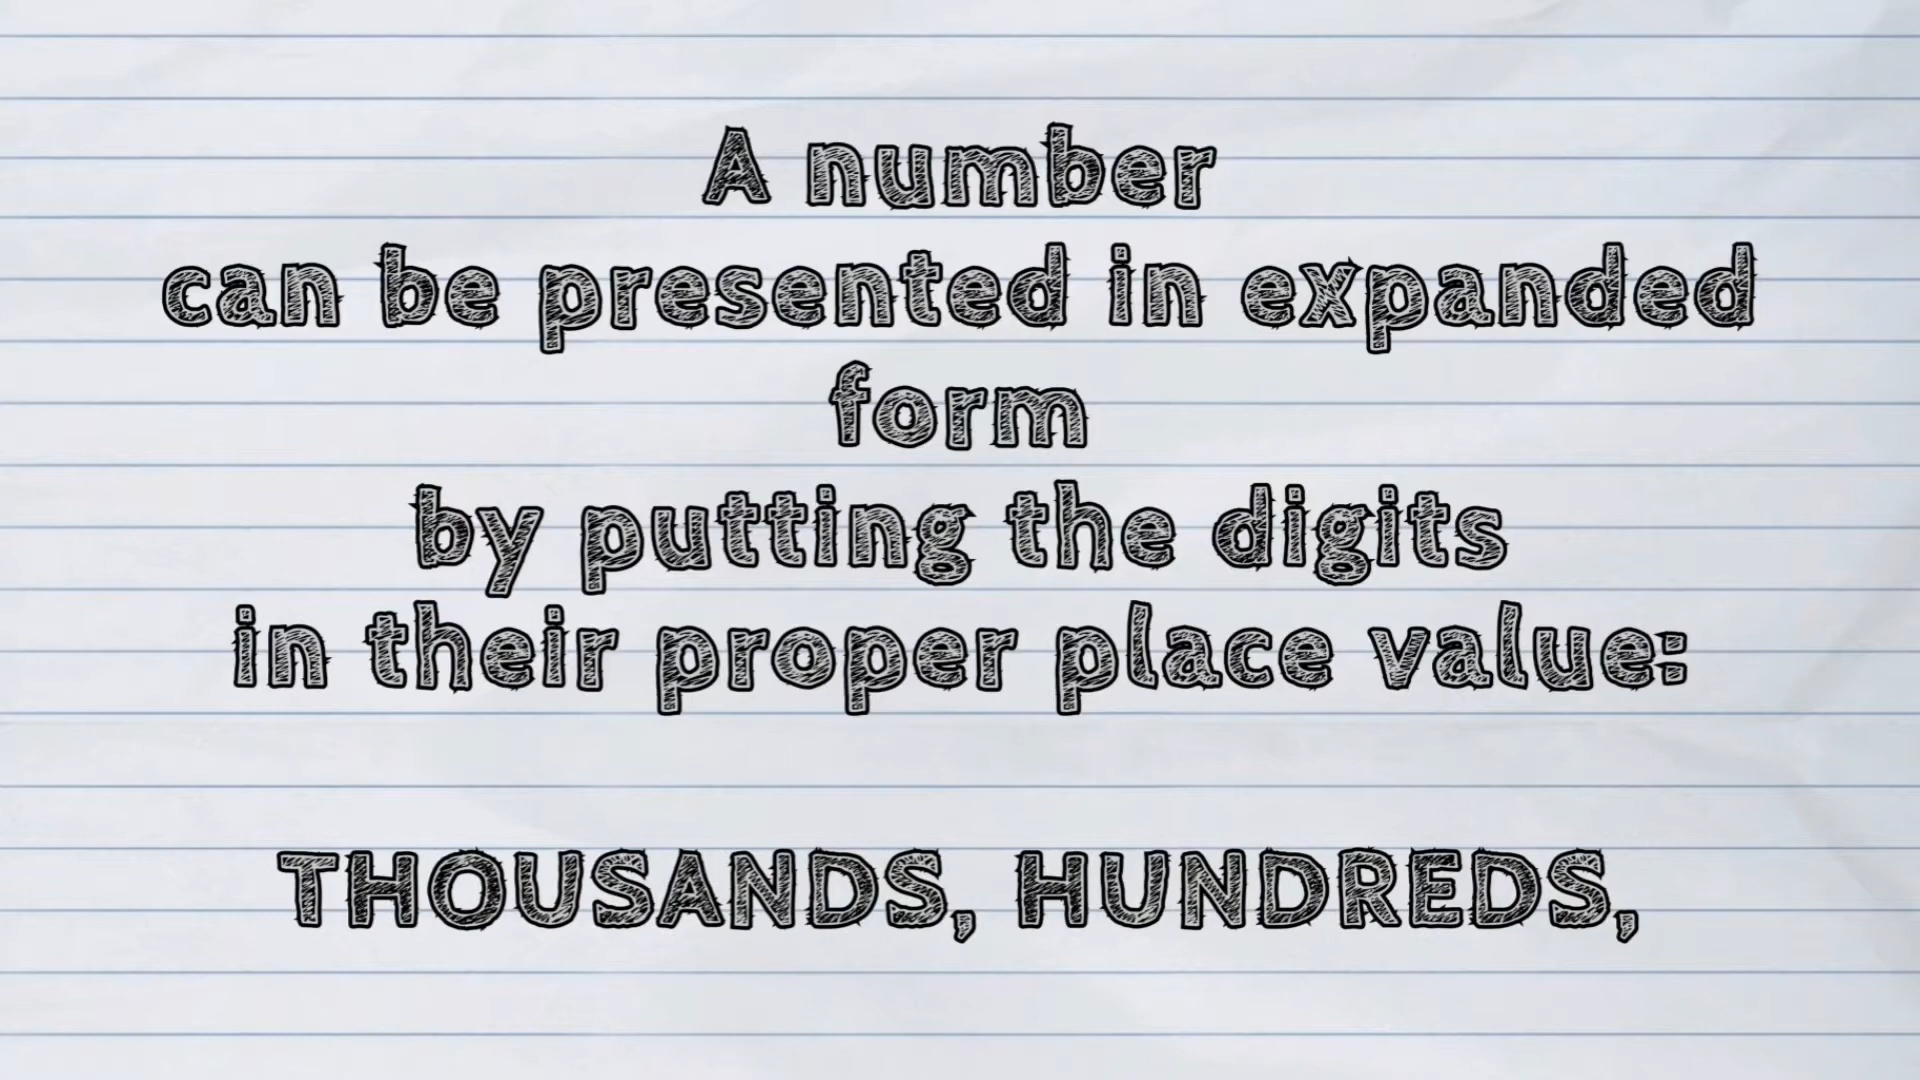 A number
can be presented in expanded
form
by putting the digits
in their proper place value:
THOUSANDS, HUNDREDS,